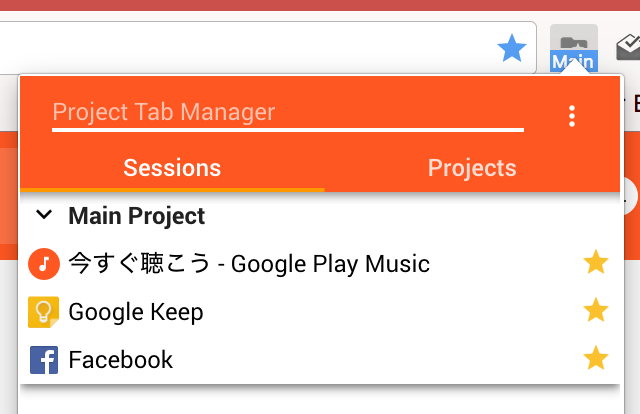 Main
Project Tab Manager
Sessions
Projects
Main Project
今すぐ聴こう - Google Play Music
Google Keep
Facebook